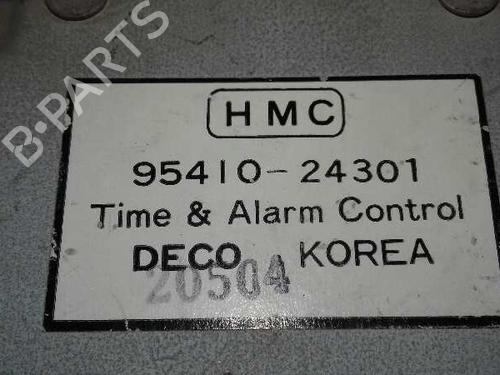 B-PARTS
HMC
95410-24301
Time & Alarm Control
DECO KOREA
20504